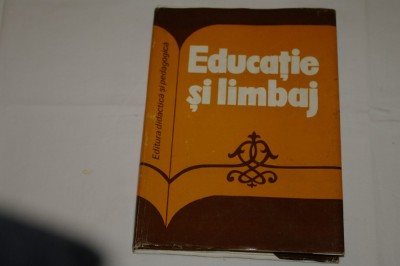 Educație
și limbaj
Editura didactică și pedagogică